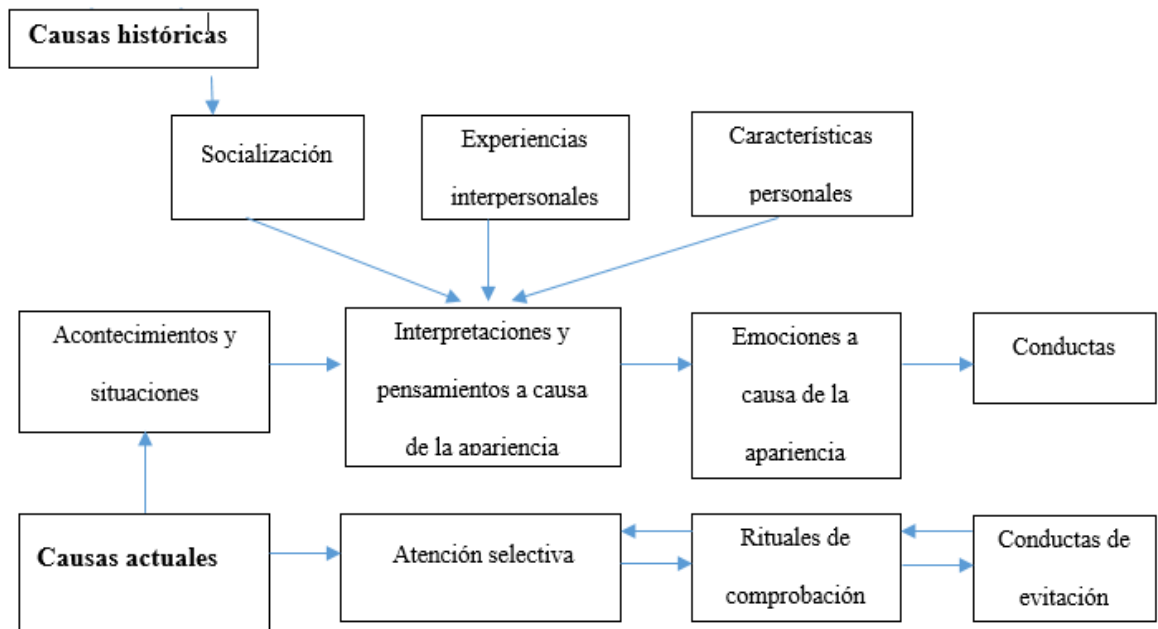 Causas históricas
Socialización
Experiencias
interpersonales
Características
personales
Acontecimientos y
situaciones
Interpretaciones y
pensamientos a causa
de la apariencia
Emociones a
causa de la
apariencia
Conductas
Causas actuales
Atención selectiva
Rituales de
comprobación
Conductas de
evitación